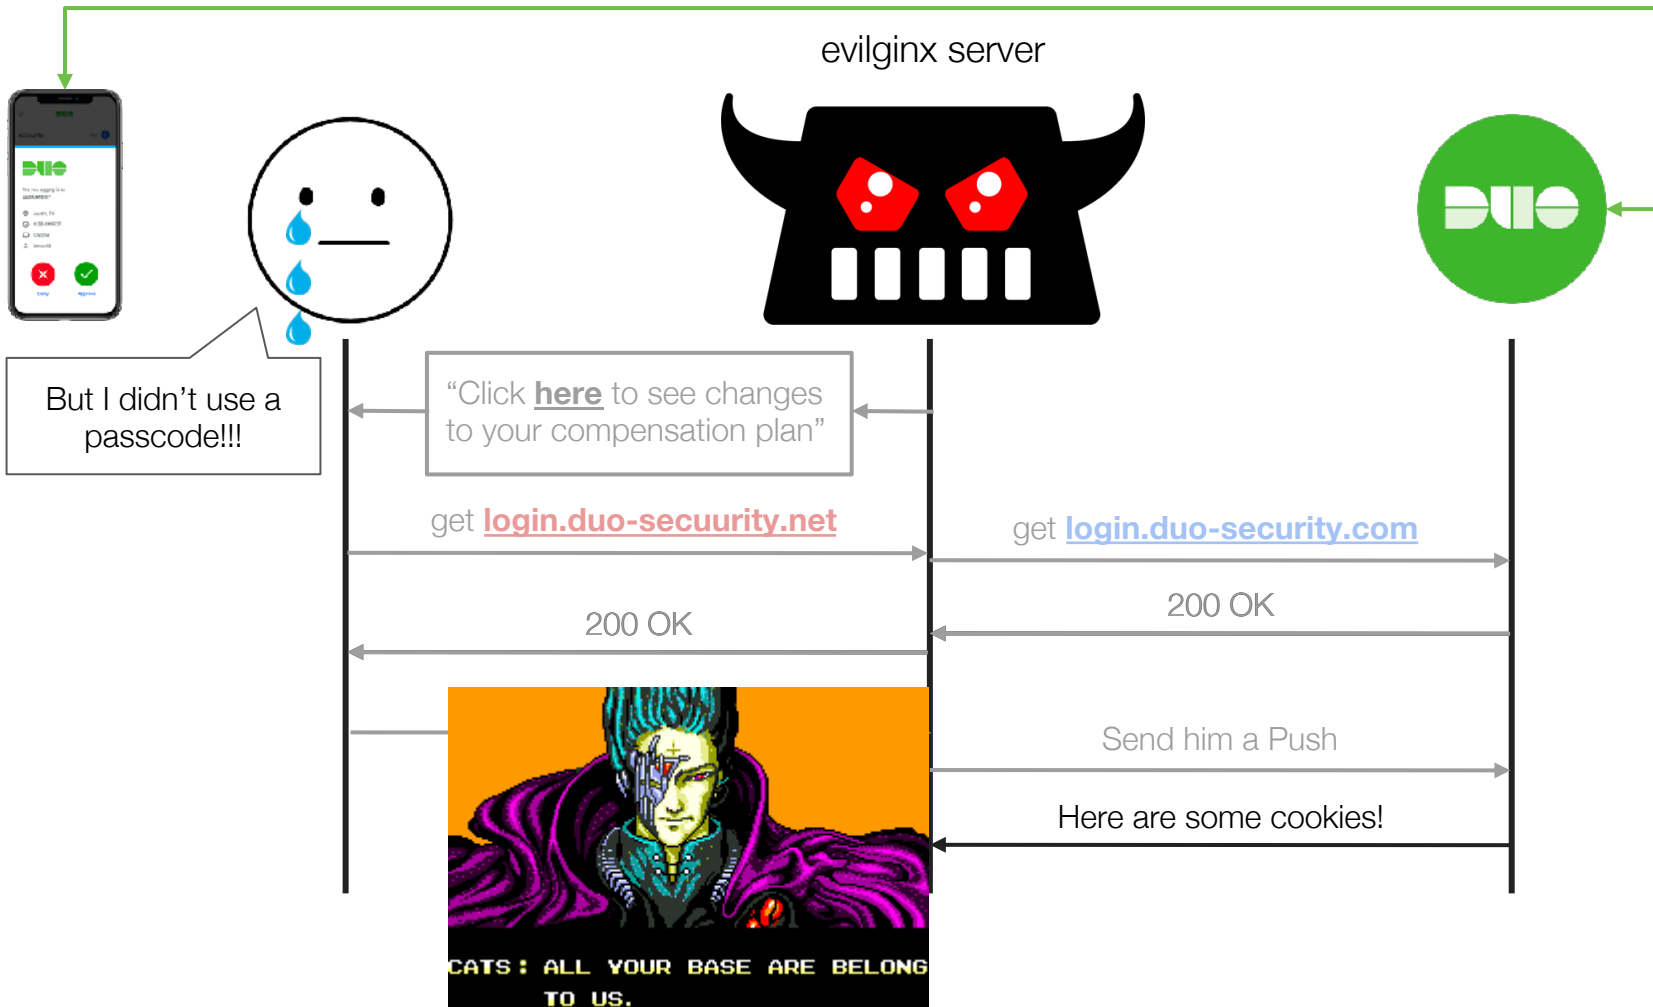 evilginx server
DUO
DUO
But I didn't use a
passcode!!!
"Click here to see changes
to your compensation plan"
get login.duo-secuurity.net
get login.duo-security.com
200 OK
200 OK
Send him a Push
Here are some cookies!
CATS: ALL YOUR BASE ARE BELONG
TO US.